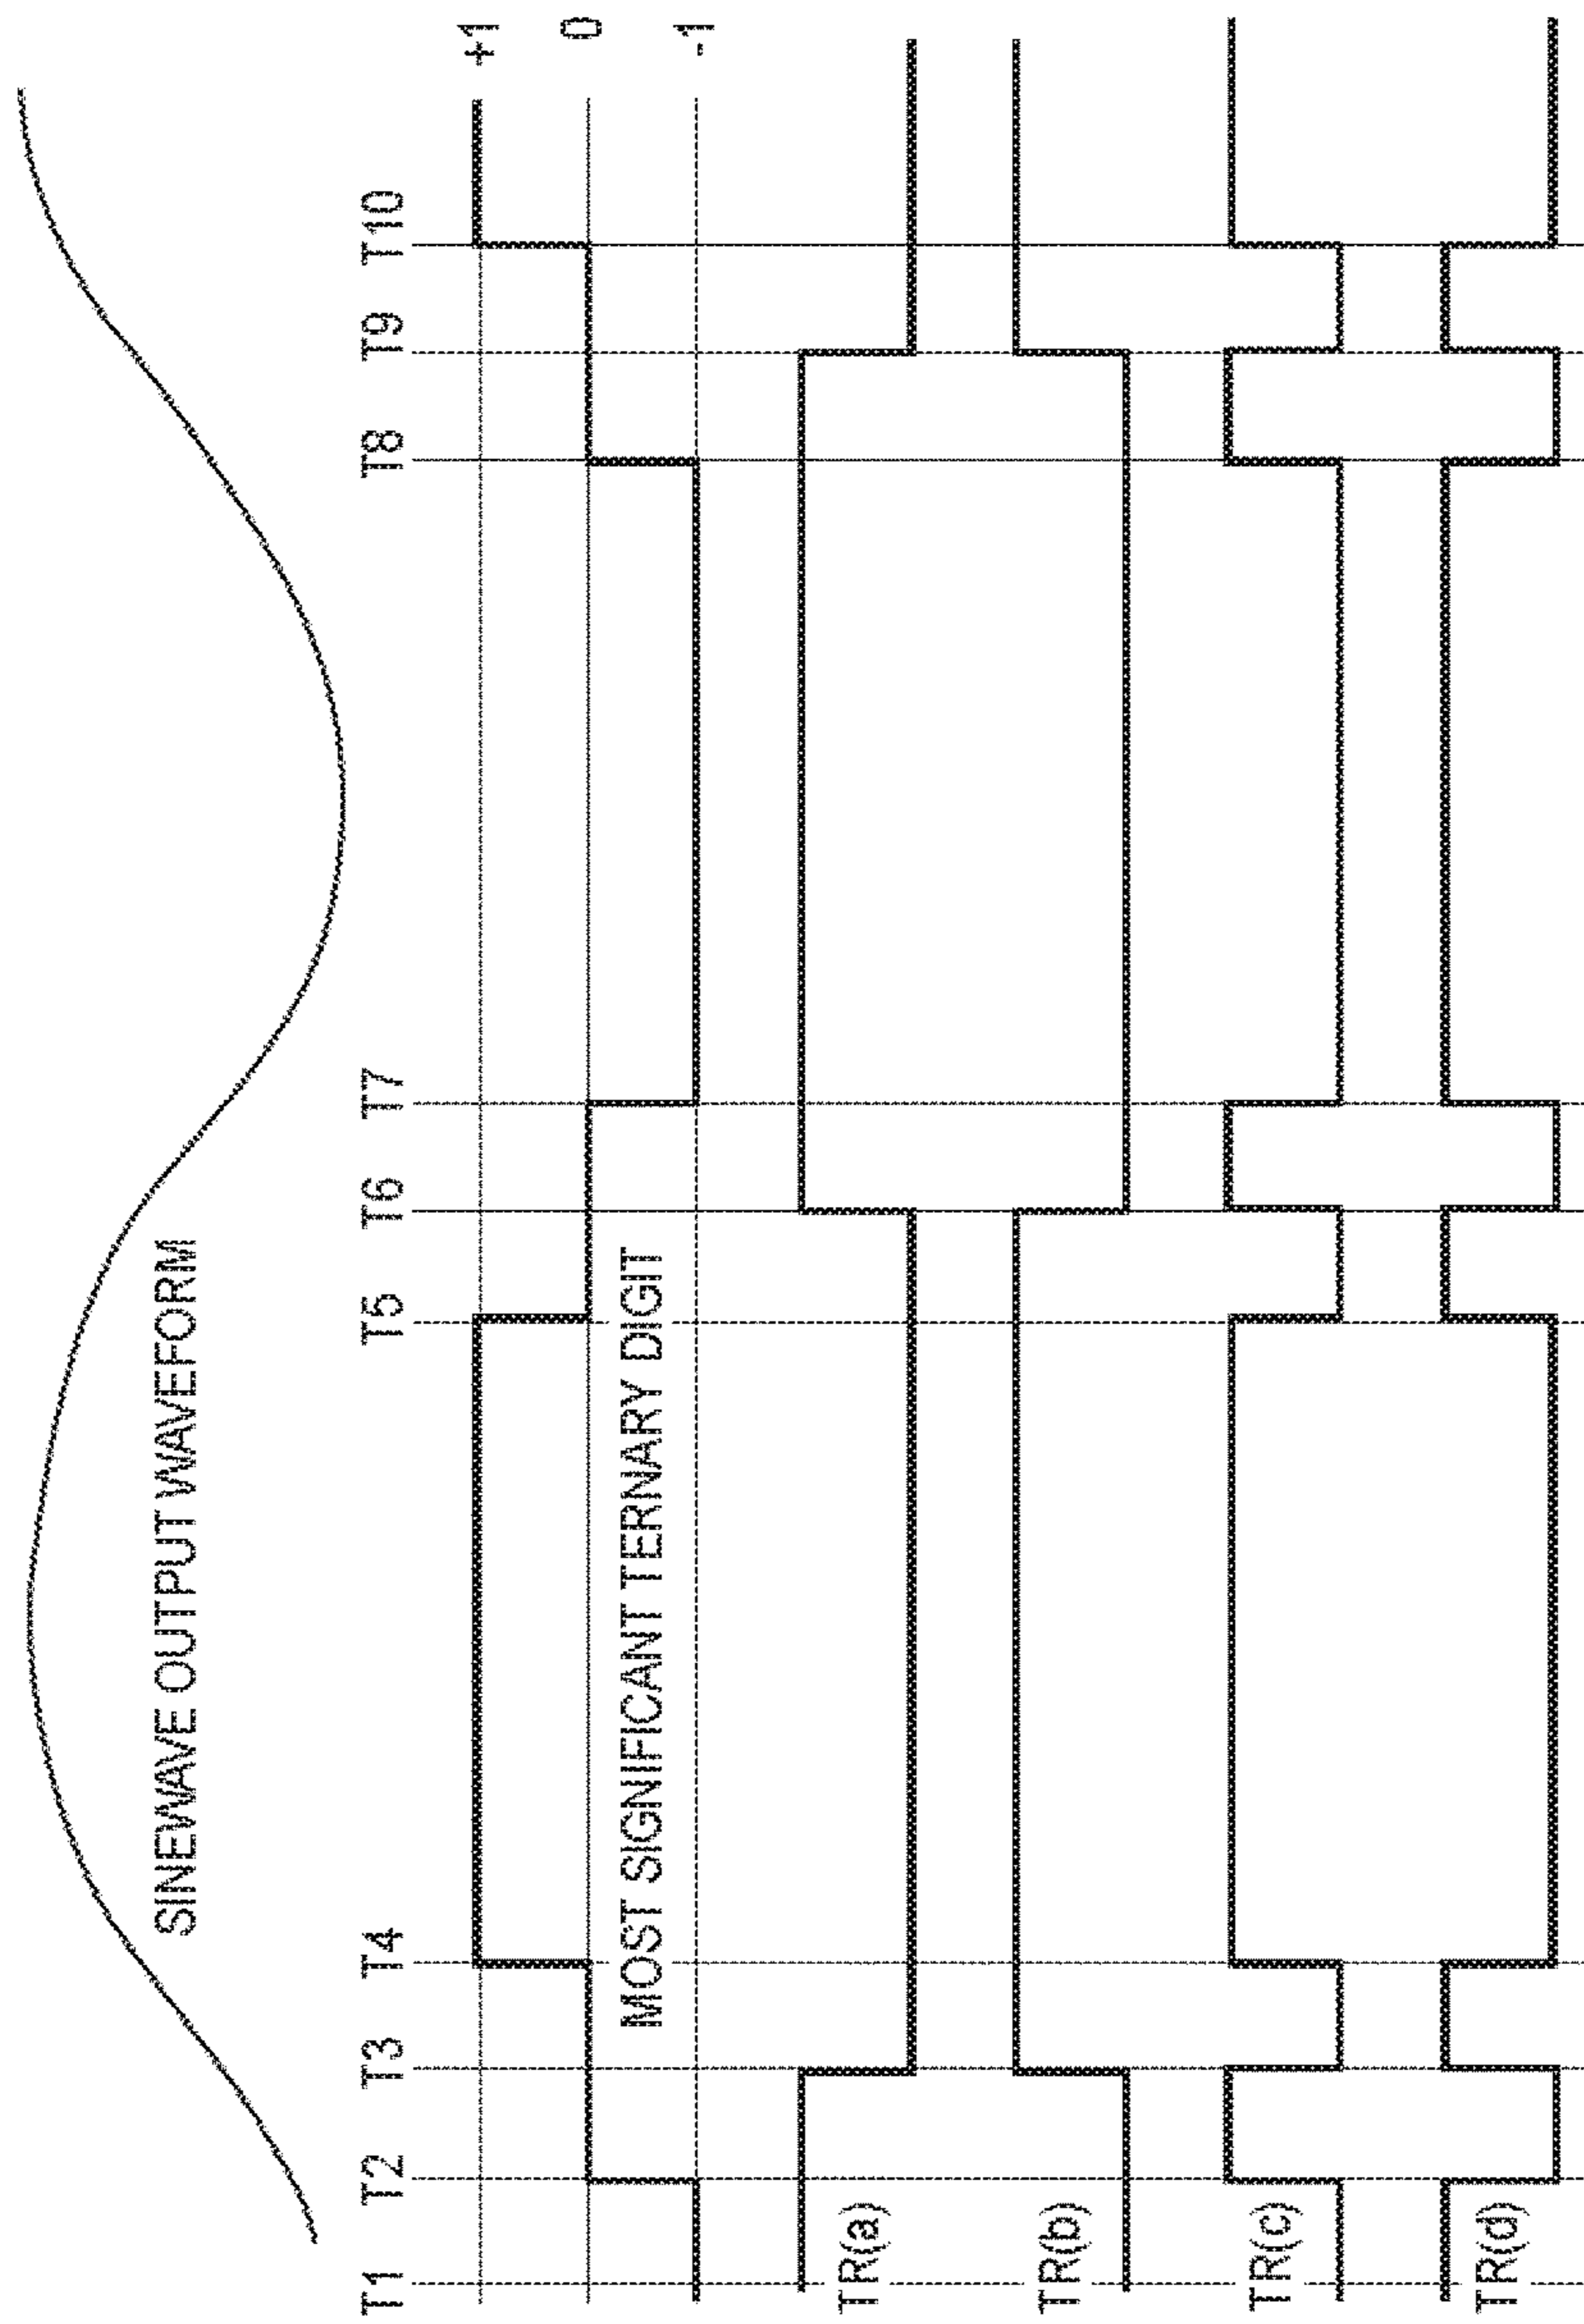 SINEWAVE OUTPUT WAVEFORM
T1 T2 T3 T4 T5 T6 T7 T8 T9 T10
+1
0
-1
MOST SIGNIFICANT TERNARY DIGIT
TR(a)
TR(b)
TR(c)
TR(d)